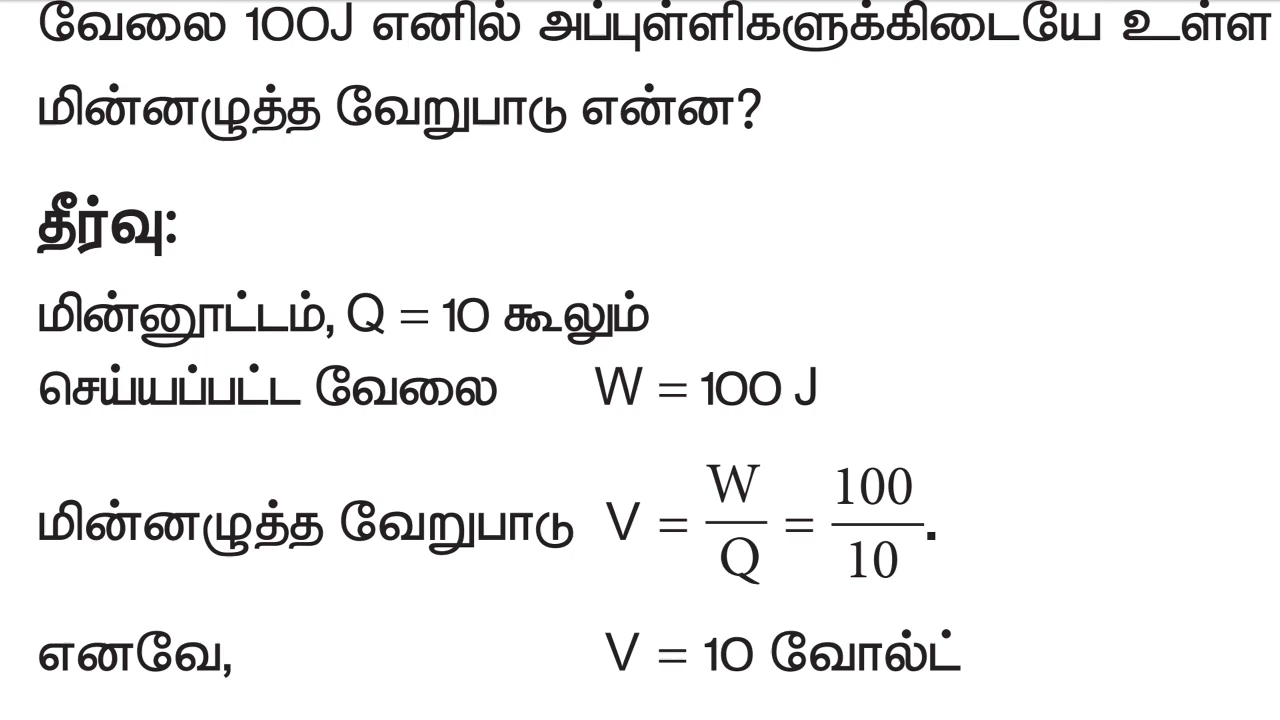 வேலை 100J எனில் அப்புள்ளிகளுக்கிடையே உள்ள
மின்னழுத்த வேறுபாடு என்ன?
தீர்வு:
மின்னூட்டம், Q = 10 கூலும்
செய்யப்பட்ட வேலை W = 100 J
மின்னழுத்த வேறுபாடு V = W/Q = 100/10.
எனவே, V = 10 வோல்ட்